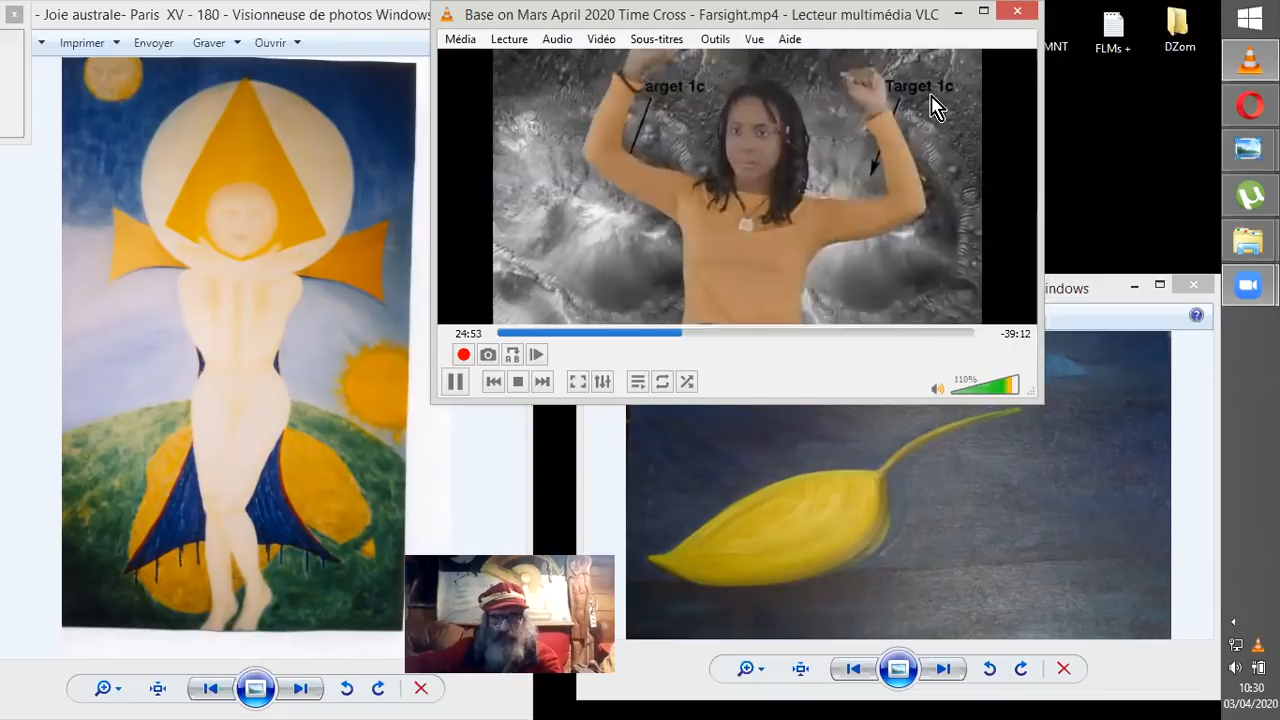 - Joie australe- Paris  XV - 180 - Visionneuse de photos Windows
Imprimer
Envoyer
Graver
Ouvrir
Base on Mars April 2020 Time Cross - Farsight.mp4 - Lecteur multimédia VLC
Média
Lecture
Audio
Vidéo
Sous-titres
Outils
Vue
Aide
arget 1c
Target 1c
24:53
-39:12
110%
MNT
FLMs +
DZom
indows
10:30
03/04/2020